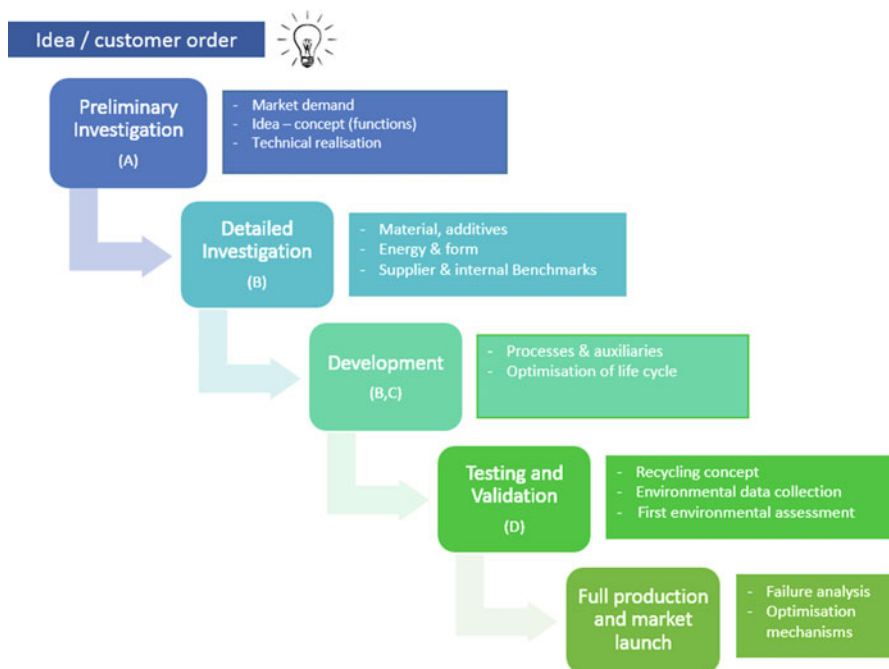 Idea / customer order
Preliminary
Investigation
(A)
- Market demand
- Idea – concept (functions)
- Technical realisation
Detailed
Investigation
(B)
- Material, additives
- Energy & form
- Supplier & internal Benchmarks
Development
(B,C)
- Processes & auxiliaries
- Optimisation of life cycle
Testing and
Validation
(D)
- Recycling concept
- Environmental data collection
- First environmental assessment
Full production
and market
launch
- Failure analysis
- Optimisation
mechanisms